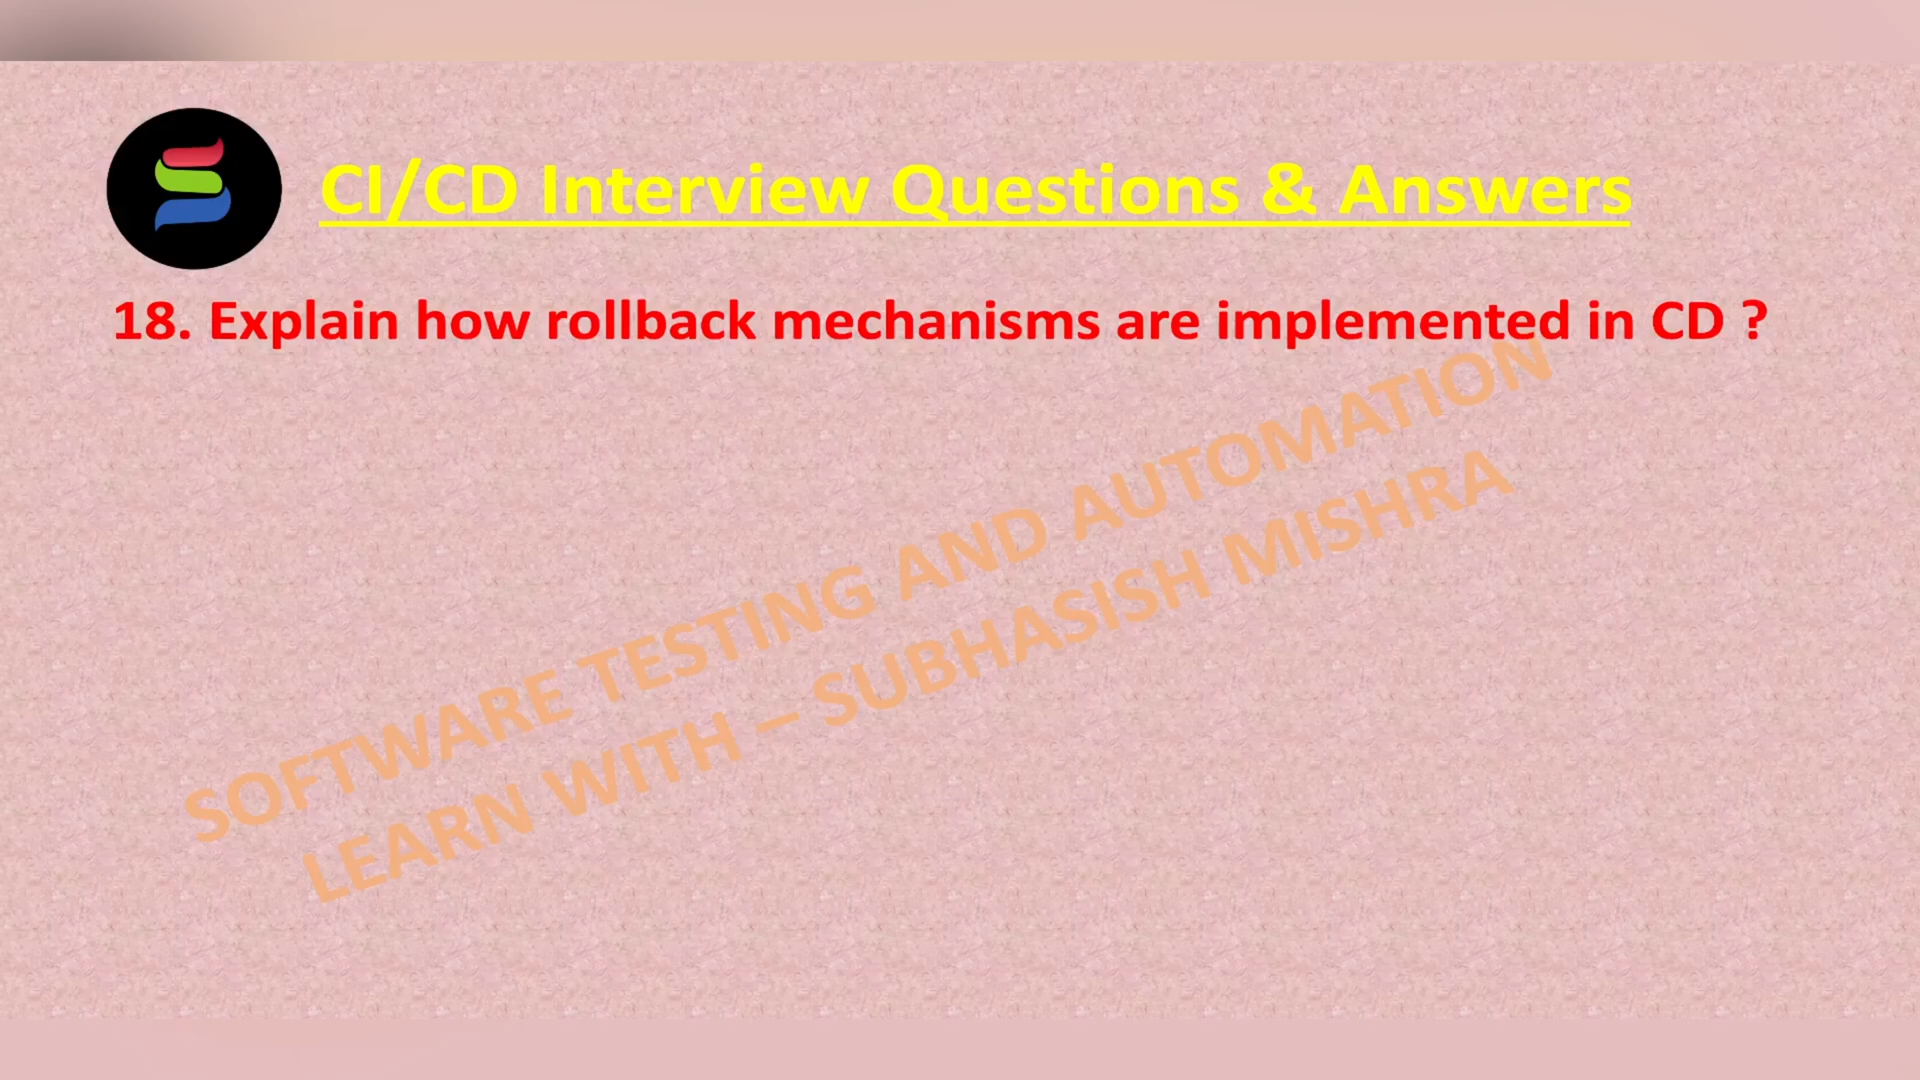 CI/CD Interview Questions & Answers
18. Explain how rollback mechanisms are implemented in CD ?
SOFTWARE TESTING AND AUTOMATION
LEARN WITH – SUBHASISH MISHRA